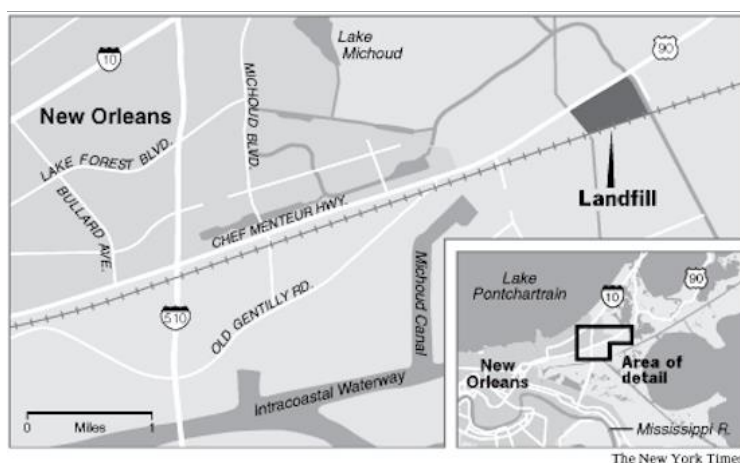 Lake
Michoud
10
90
New Orleans
MICHOUD BLVD.
LAKE FOREST BLVD.
BULLARD AVE.
Landfill
CHEF MENTEUR HWY.
510
OLD GENTILLY RD.
Michoud Canal
Intracoastal Waterway
0 Miles 1
Lake
Pontchartrain
10
90
New
Orleans
Area of
detail
Mississippi R.
The New York Times